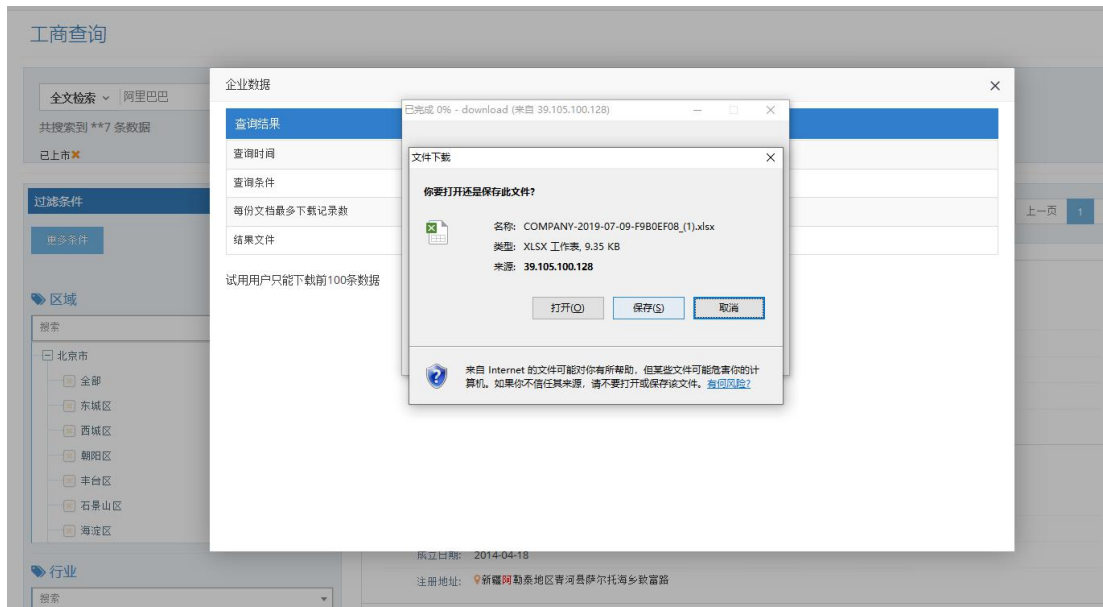 工商查询
全文检索 阿里巴巴
共搜索到 **7 条数据
已上市
过滤条件
更多条件
区域
搜索
北京市
全部
东城区
西城区
朝阳区
丰台区
石景山区
海淀区
行业
搜索
企业数据
查询结果
查询时间
查询条件
每份文档最多下载记录数
结果文件
试用用户只能下载前100条数据
已完成 0% - download (来自 39.105.100.128)
文件下载
你要打开还是保存此文件?
名称: COMPANY-2019-07-09-F9B0EF08_(1).xlsx
类型: XLSX 工作表, 9.35 KB
来源: 39.105.100.128
打开(O) 保存(S) 取消
来自 Internet 的文件可能对你有所帮助，但某些文件可能危害你的计
算机。如果你不信任其来源，请不要打开或保存该文件。有何风险?
上一页 1
成立日期: 2014-04-18
注册地址: 新疆阿勒泰地区青河县萨尔托海乡致富路